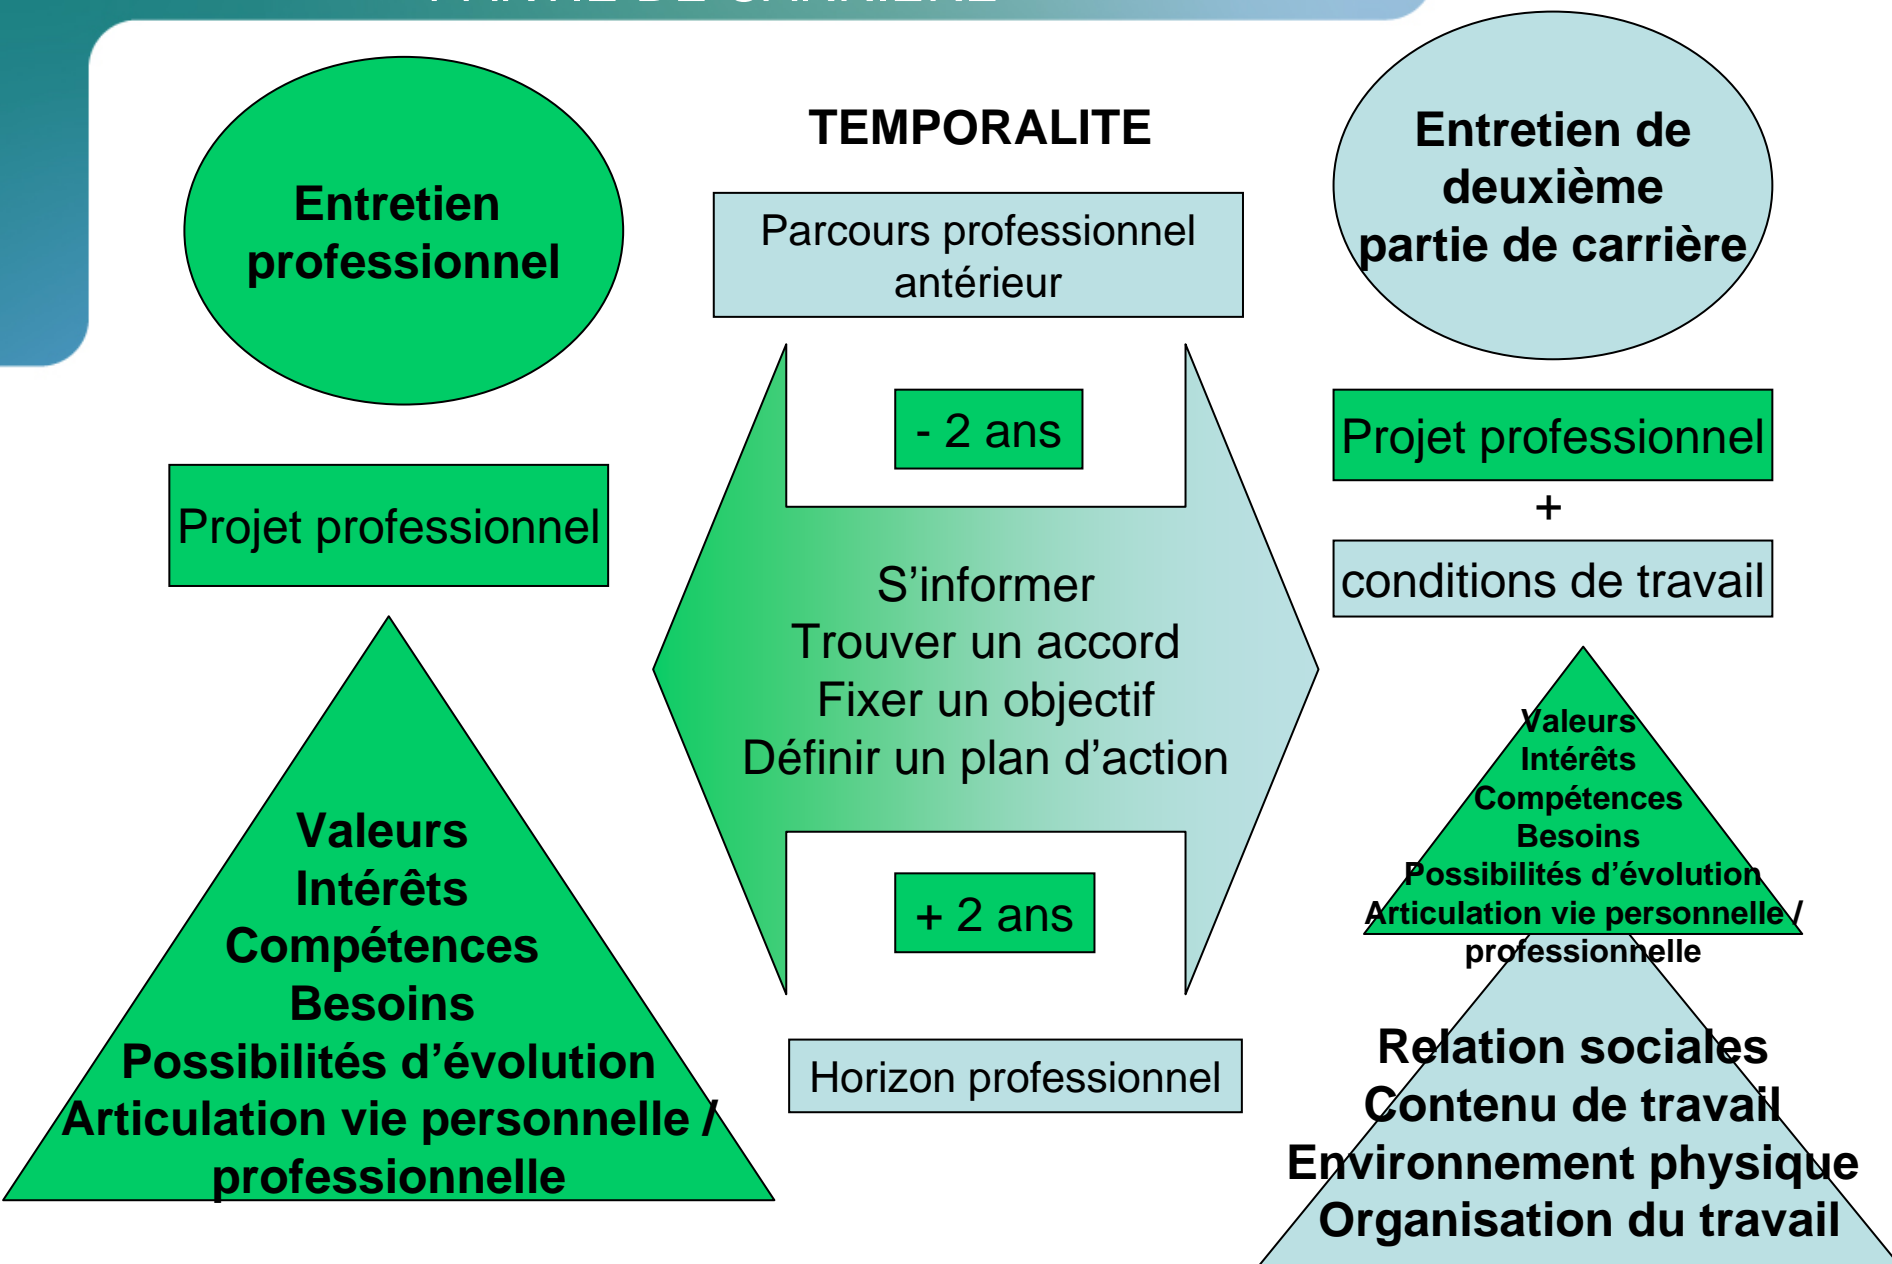 PARTIE DE CARRIERE
Entretien
professionnel
Projet professionnel
Valeurs
Intérêts
Compétences
Besoins
Possibilités d’évolution
Articulation vie personnelle /
professionnelle
TEMPORALITE
Parcours professionnel
antérieur
- 2 ans
S’informer
Trouver un accord
Fixer un objectif
Définir un plan d’action
+ 2 ans
Horizon professionnel
Entretien de
deuxième
partie de carrière
Projet professionnel
+
conditions de travail
Valeurs
Intérêts
Compétences
Besoins
Possibilités d’évolution
Articulation vie personnelle /
professionnelle
Relation sociales
Contenu de travail
Environnement physique
Organisation du travail